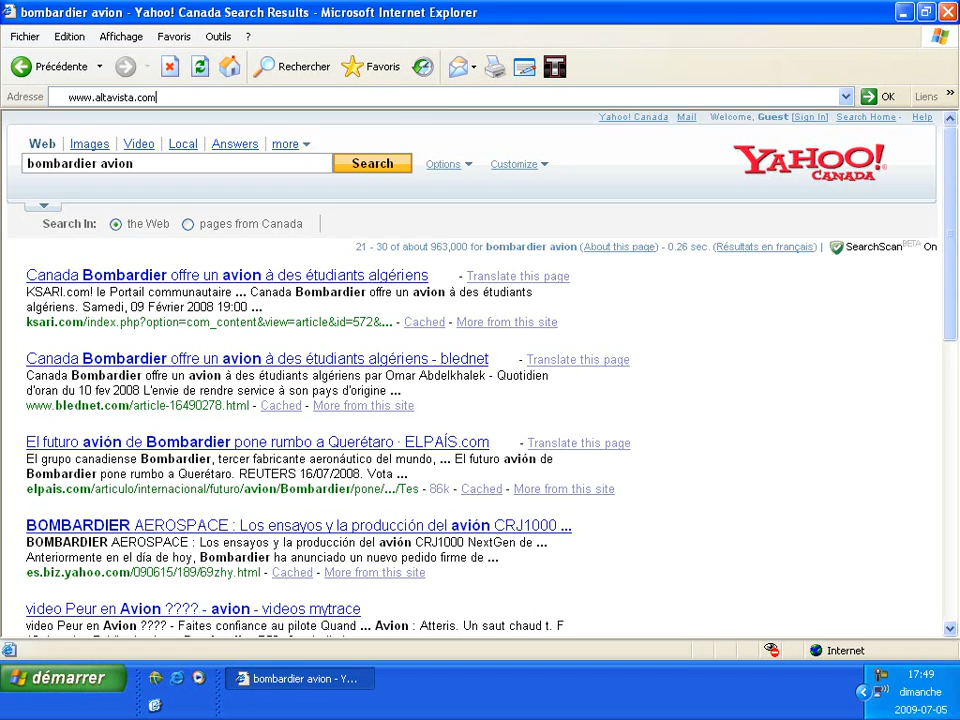 bombardier avion - Yahoo! Canada Search Results - Microsoft Internet Explorer
Fichier Edition Affichage Favoris Outils ?
Précédente Rechercher Favoris
Adresse www.altavista.com OK Liens »
Yahoo! Canada Mail Welcome, Guest [Sign In] Search Home - Help
Web Images Video Local Answers more
bombardier avion Search Options Customize
YAHOO!® CANADA
Search In: the Web pages from Canada
21 - 30 of about 963,000 for bombardier avion (About this page) - 0.26 sec. (Résultats en français) | SearchScan BETA On
Canada Bombardier offre un avion à des étudiants algériens - Translate this page
KSARI.com! le Portail communautaire ... Canada Bombardier offre un avion à des étudiants
algériens. Samedi, 09 Février 2008 19:00 ...
ksari.com/index.php?option=com_content&view=article&id=572&... - Cached - More from this site
Canada Bombardier offre un avion à des étudiants algériens - blednet - Translate this page
Canada Bombardier offre un avion à des étudiants algériens par Omar Abdelkhalek - Quotidien
d'oran du 10 fev 2008 L'envie de rendre service à son pays d'origine ...
www.blednet.com/article-16490278.html - Cached - More from this site
El futuro avión de Bombardier pone rumbo a Querétaro · ELPAÍS.com - Translate this page
El grupo canadiense Bombardier, tercer fabricante aeronáutico del mundo, ... El futuro avión de
Bombardier pone rumbo a Querétaro. REUTERS 16/07/2008. Vota ...
elpais.com/articulo/internacional/futuro/avion/Bombardier/pone/.../Tes - 86k - Cached - More from this site
BOMBARDIER AEROSPACE : Los ensayos y la producción del avión CRJ1000 ...
BOMBARDIER AEROSPACE : Los ensayos y la producción del avión CRJ1000 NextGen de ...
Anteriormente en el día de hoy, Bombardier ha anunciado un nuevo pedido firme de ...
es.biz.yahoo.com/090615/189/69zhy.html - Cached - More from this site
video Peur en Avion ???? - avion - videos mytrace
video Peur en Avion ???? - Faites confiance au pilote Quand ... Avion : Atteris. Un saut chaud t. F
Internet
démarrer bombardier avion - Y... 17:49
dimanche
2009-07-05